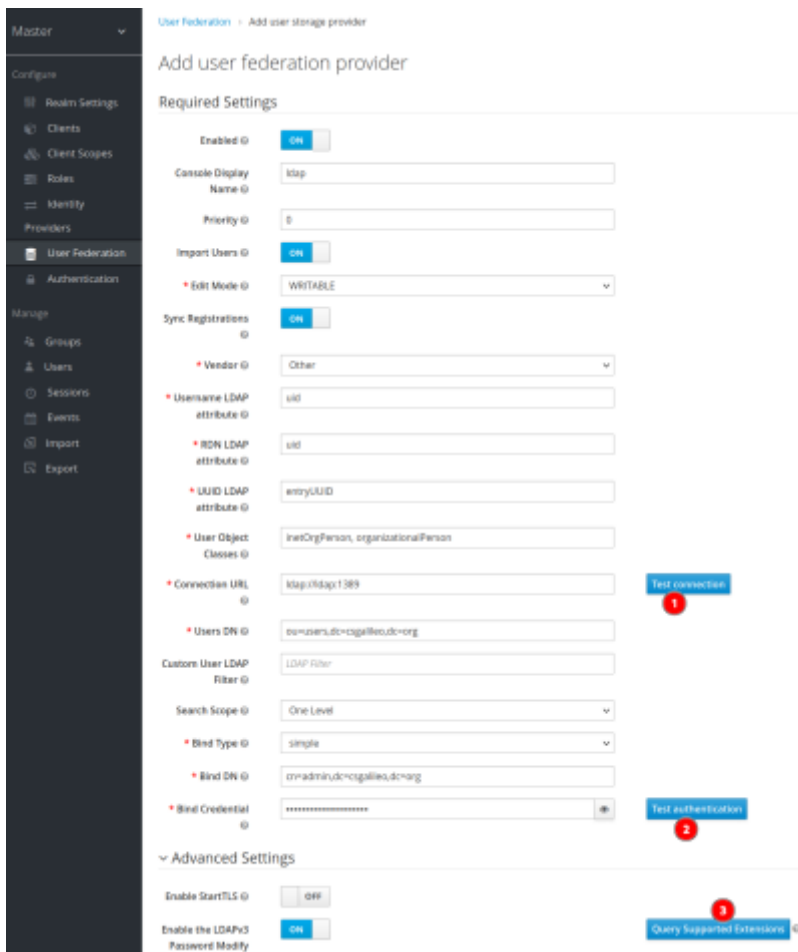 User Federation > Add user storage provider
Master
Add user federation provider
Configure
Required Settings
Realm Settings
Clients
Client Scopes
Roles
Identity
Providers
User Federation
Authentication
Manage
Groups
Users
Sessions
Events
Import
Export
Enabled
ON
Console Display
Name
ldap
Priority
0
Import Users
ON
* Edit Mode
WRITABLE
Sync Registrations
ON
* Vendor
Other
* Username LDAP
attribute
uid
* RDN LDAP
attribute
uid
* UUID LDAP
attribute
entryUUID
* User Object
Classes
inetOrgPerson, organizationalPerson
* Connection URL
ldap://ldap:1389
Test connection
1
* Users DN
ou=users,dc=csgalileo,dc=org
Custom User LDAP
Filter
LDAP Filter
Search Scope
One Level
* Bind Type
simple
* Bind DN
cn=admin,dc=csgalileo,dc=org
* Bind Credential
Test authentication
2
Advanced Settings
Enable StartTLS
OFF
3
Enable the LDAPv3
Password Modify
ON
Query Supported Extensions